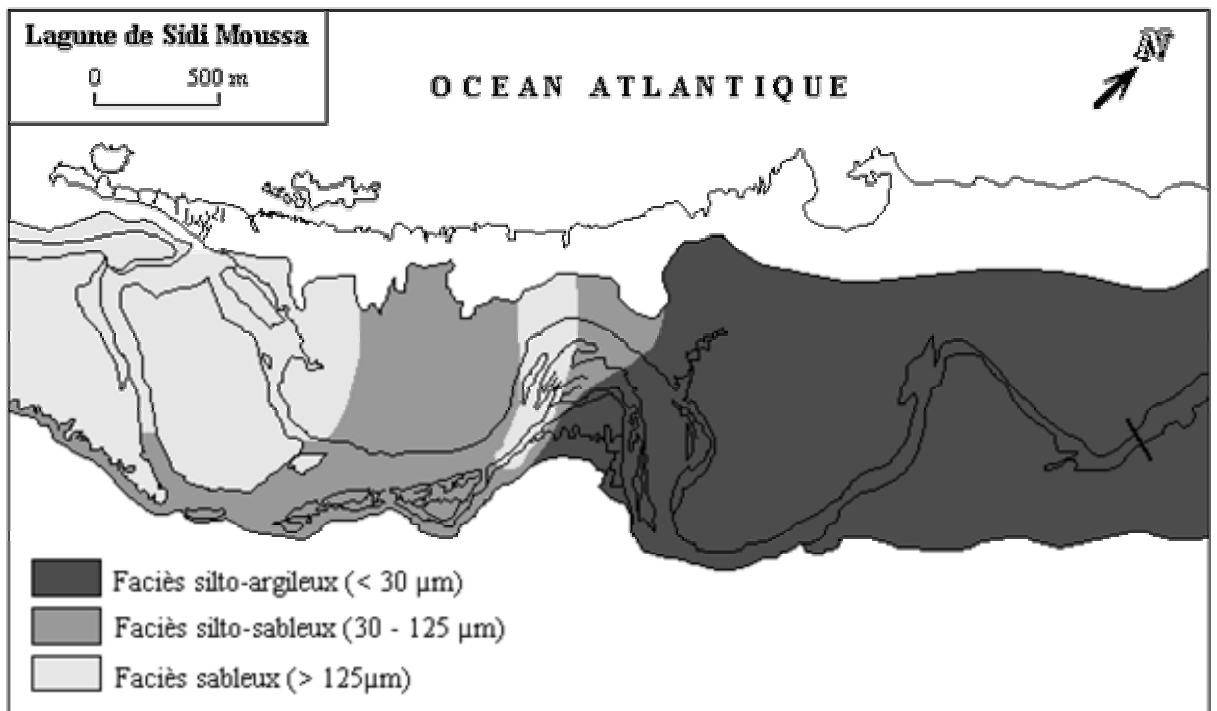 Lagune de Sidi Moussa
0 500 m
OCEAN ATLANTIQUE
N
Faciès silto-argileux (< 30 µm)
Faciès silto-sableux (30 - 125 µm)
Faciès sableux (> 125µm)